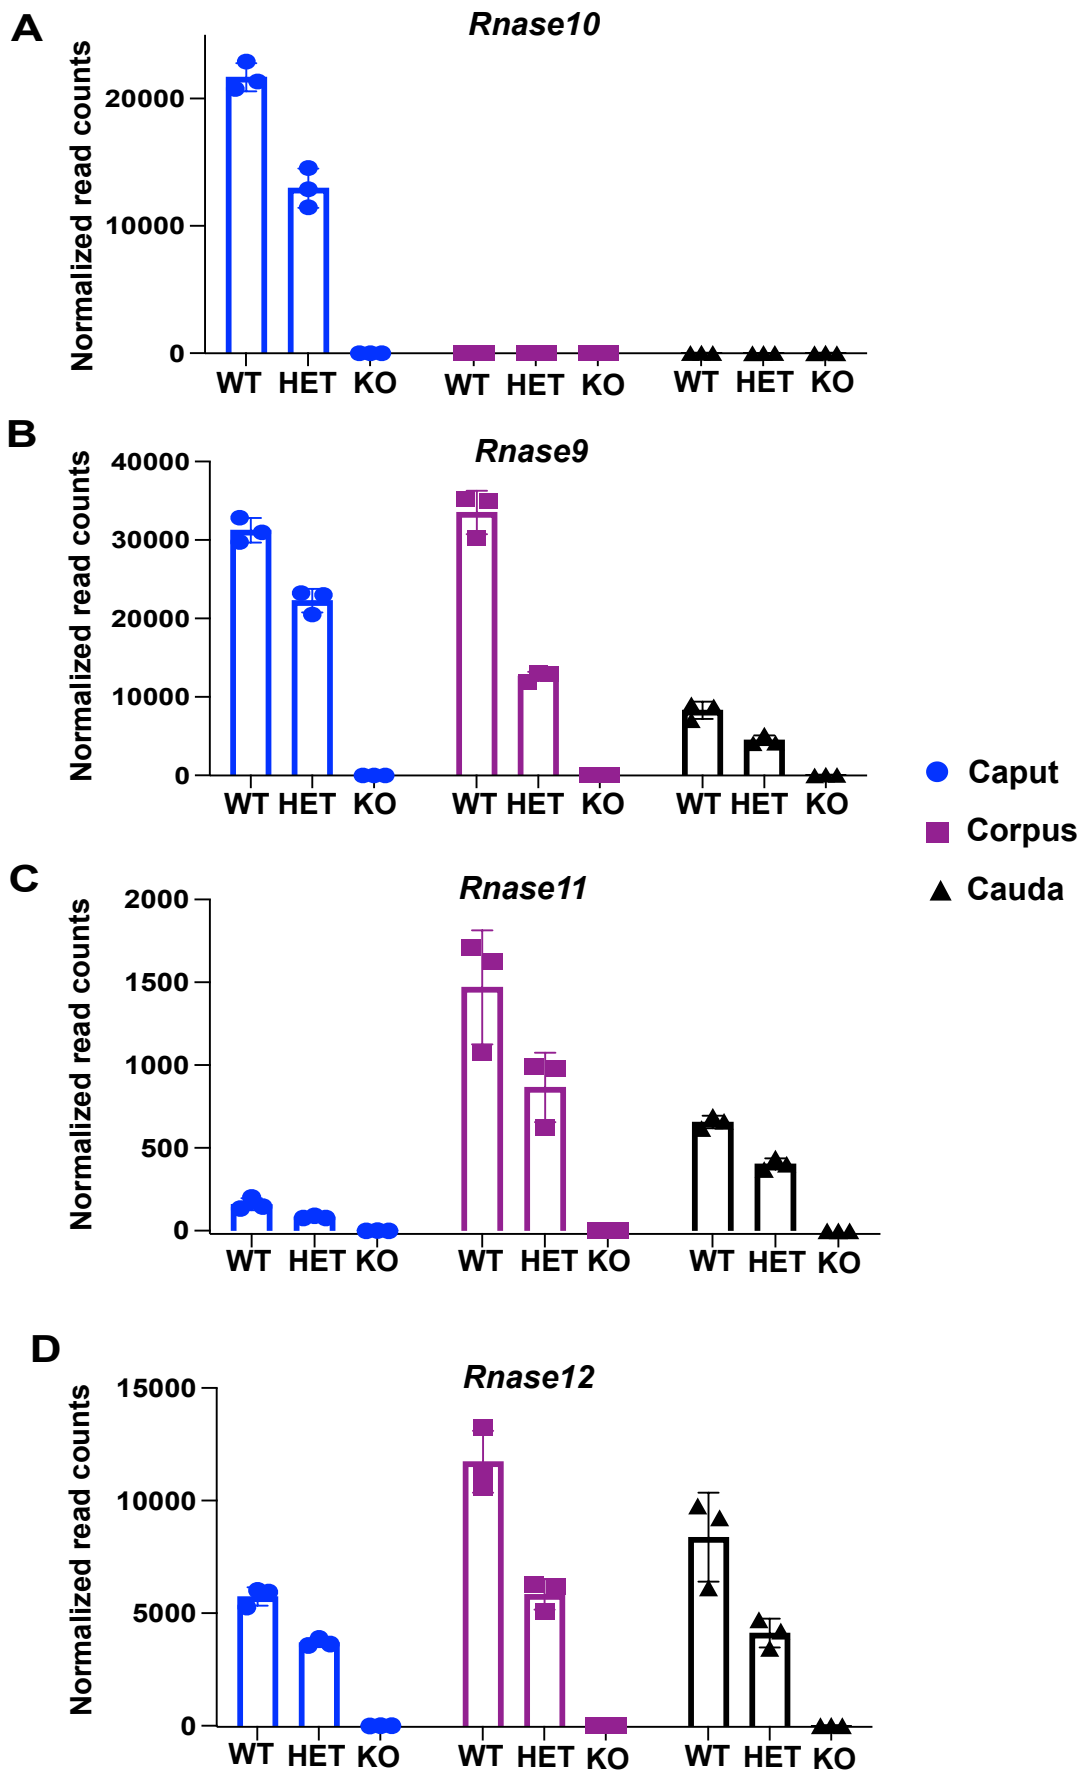 A
Rnase10
Normalized read counts
20000
10000
0
WT HET KO WT HET KO WT HET KO
B
Rnase9
Normalized read counts
40000
30000
20000
10000
0
WT HET KO WT HET KO WT HET KO
Caput
Corpus
Cauda
C
Rnase11
Normalized read counts
2000
1500
1000
500
0
WT HET KO WT HET KO WT HET KO
D
Rnase12
Normalized read counts
15000
10000
5000
0
WT HET KO WT HET KO WT HET KO